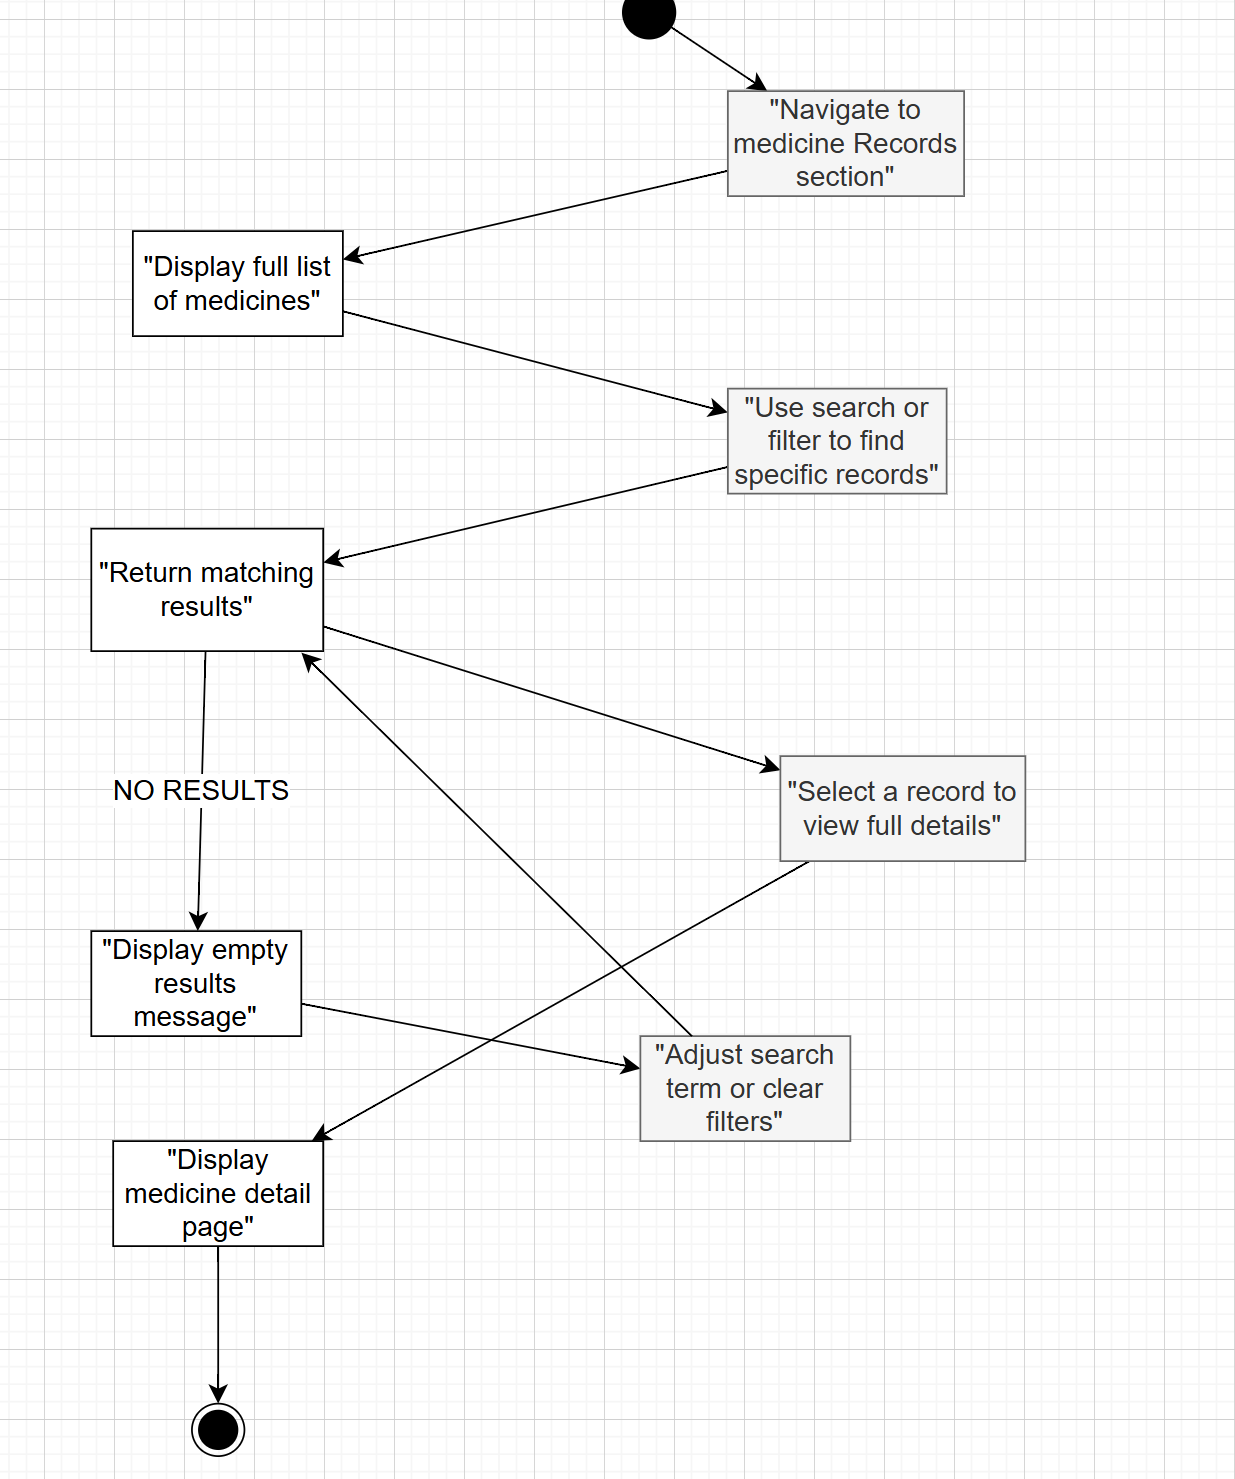 "Navigate to
medicine Records
section"
"Display full list
of medicines"
"Use search or
filter to find
specific records"
"Return matching
results"
NO RESULTS
"Select a record to
view full details"
"Display empty
results
message"
"Adjust search
term or clear
filters"
"Display
medicine detail
page"